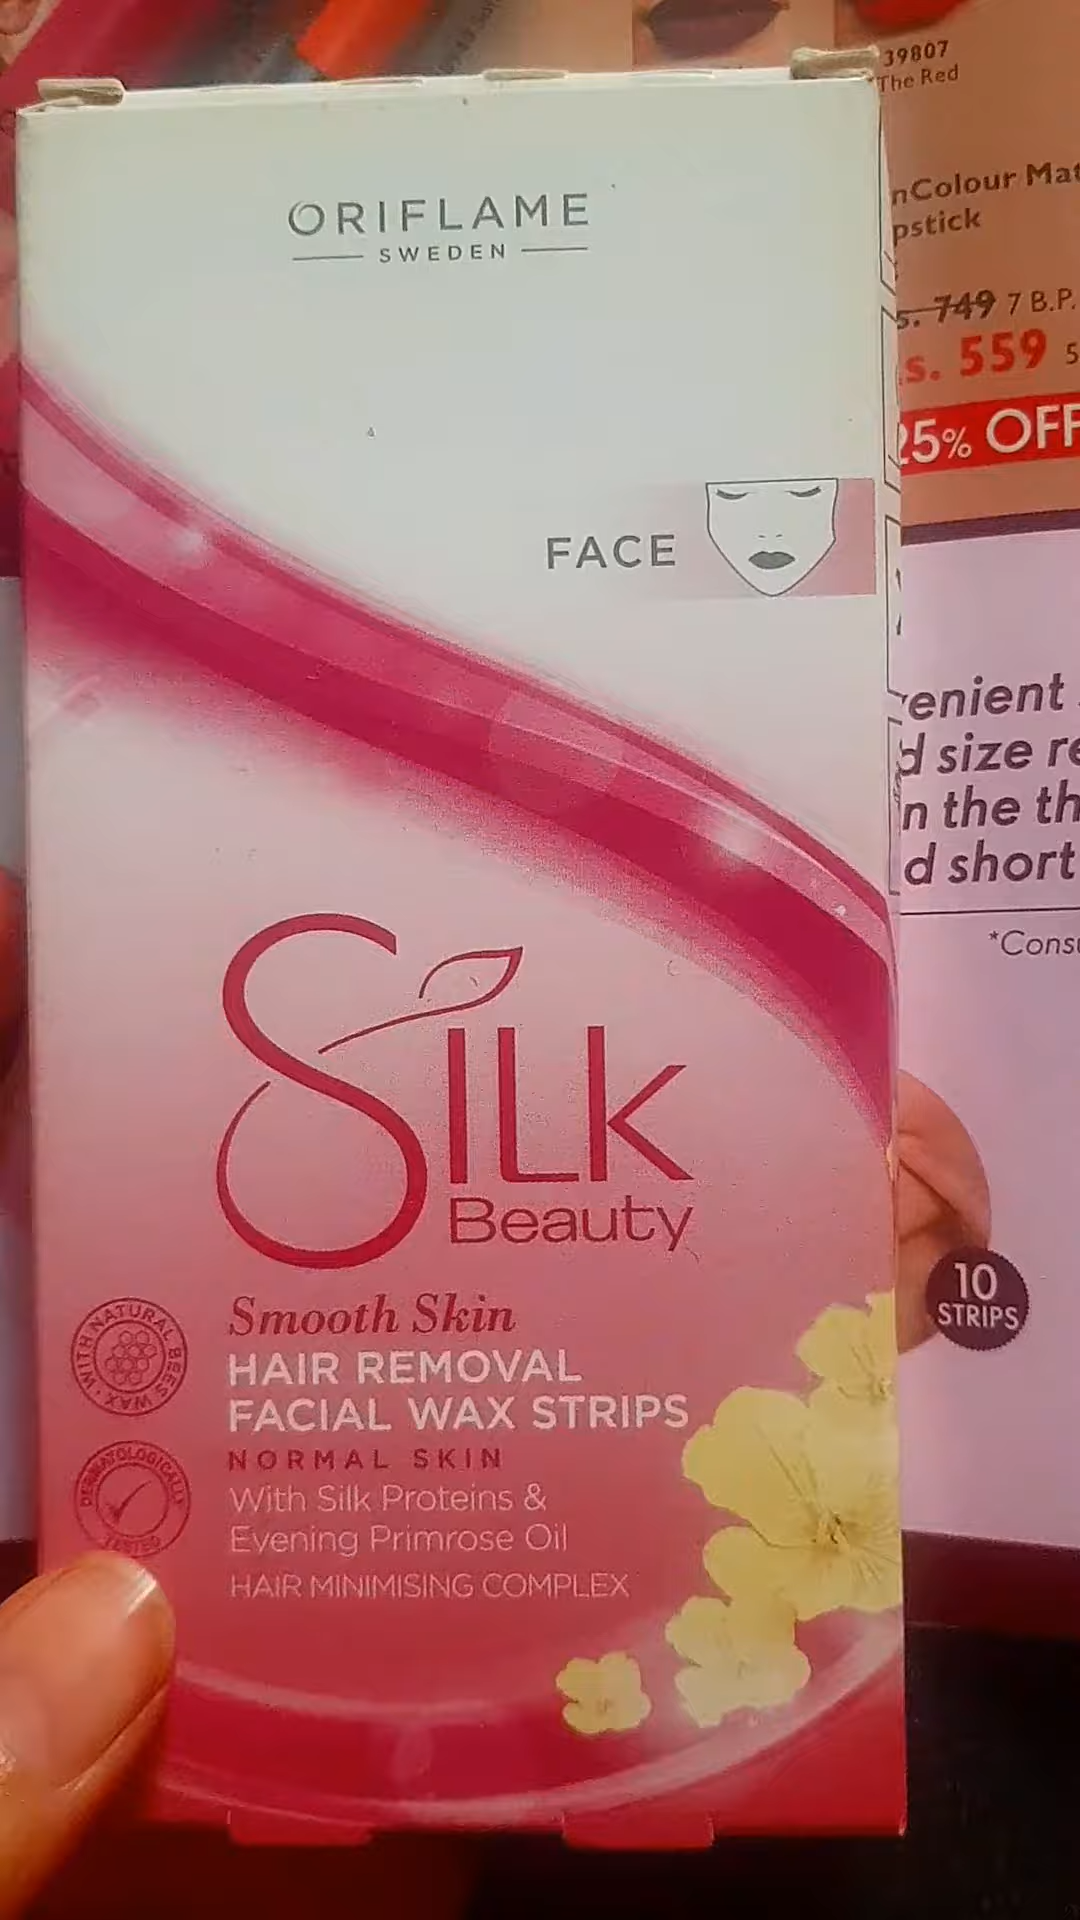 ORIFLAME
SWEDEN
FACE
SILK
Beauty
Smooth Skin
HAIR REMOVAL
FACIAL WAX STRIPS
NORMAL SKIN
With Silk Proteins &
Evening Primrose Oil
HAIR MINIMISING COMPLEX
WITH NATURAL BEES WAX
DERMATOLOGICALLY TESTED
39807
The Red
nColour Mat
pstick
s. 749 7 B.P.
s. 559 5
25% OFF
enient
d size re
n the th
d short
*Consu
10
STRIPS